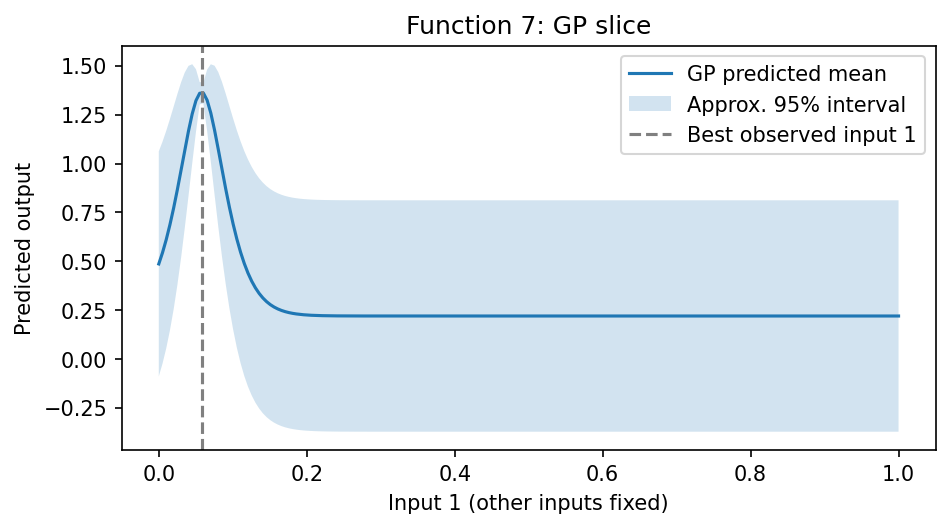 Function 7: GP slice
GP predicted mean
Approx. 95% interval
Best observed input 1
Predicted output
1.50
1.25
1.00
0.75
0.50
0.25
0.00
−0.25
0.0 0.2 0.4 0.6 0.8 1.0
Input 1 (other inputs fixed)